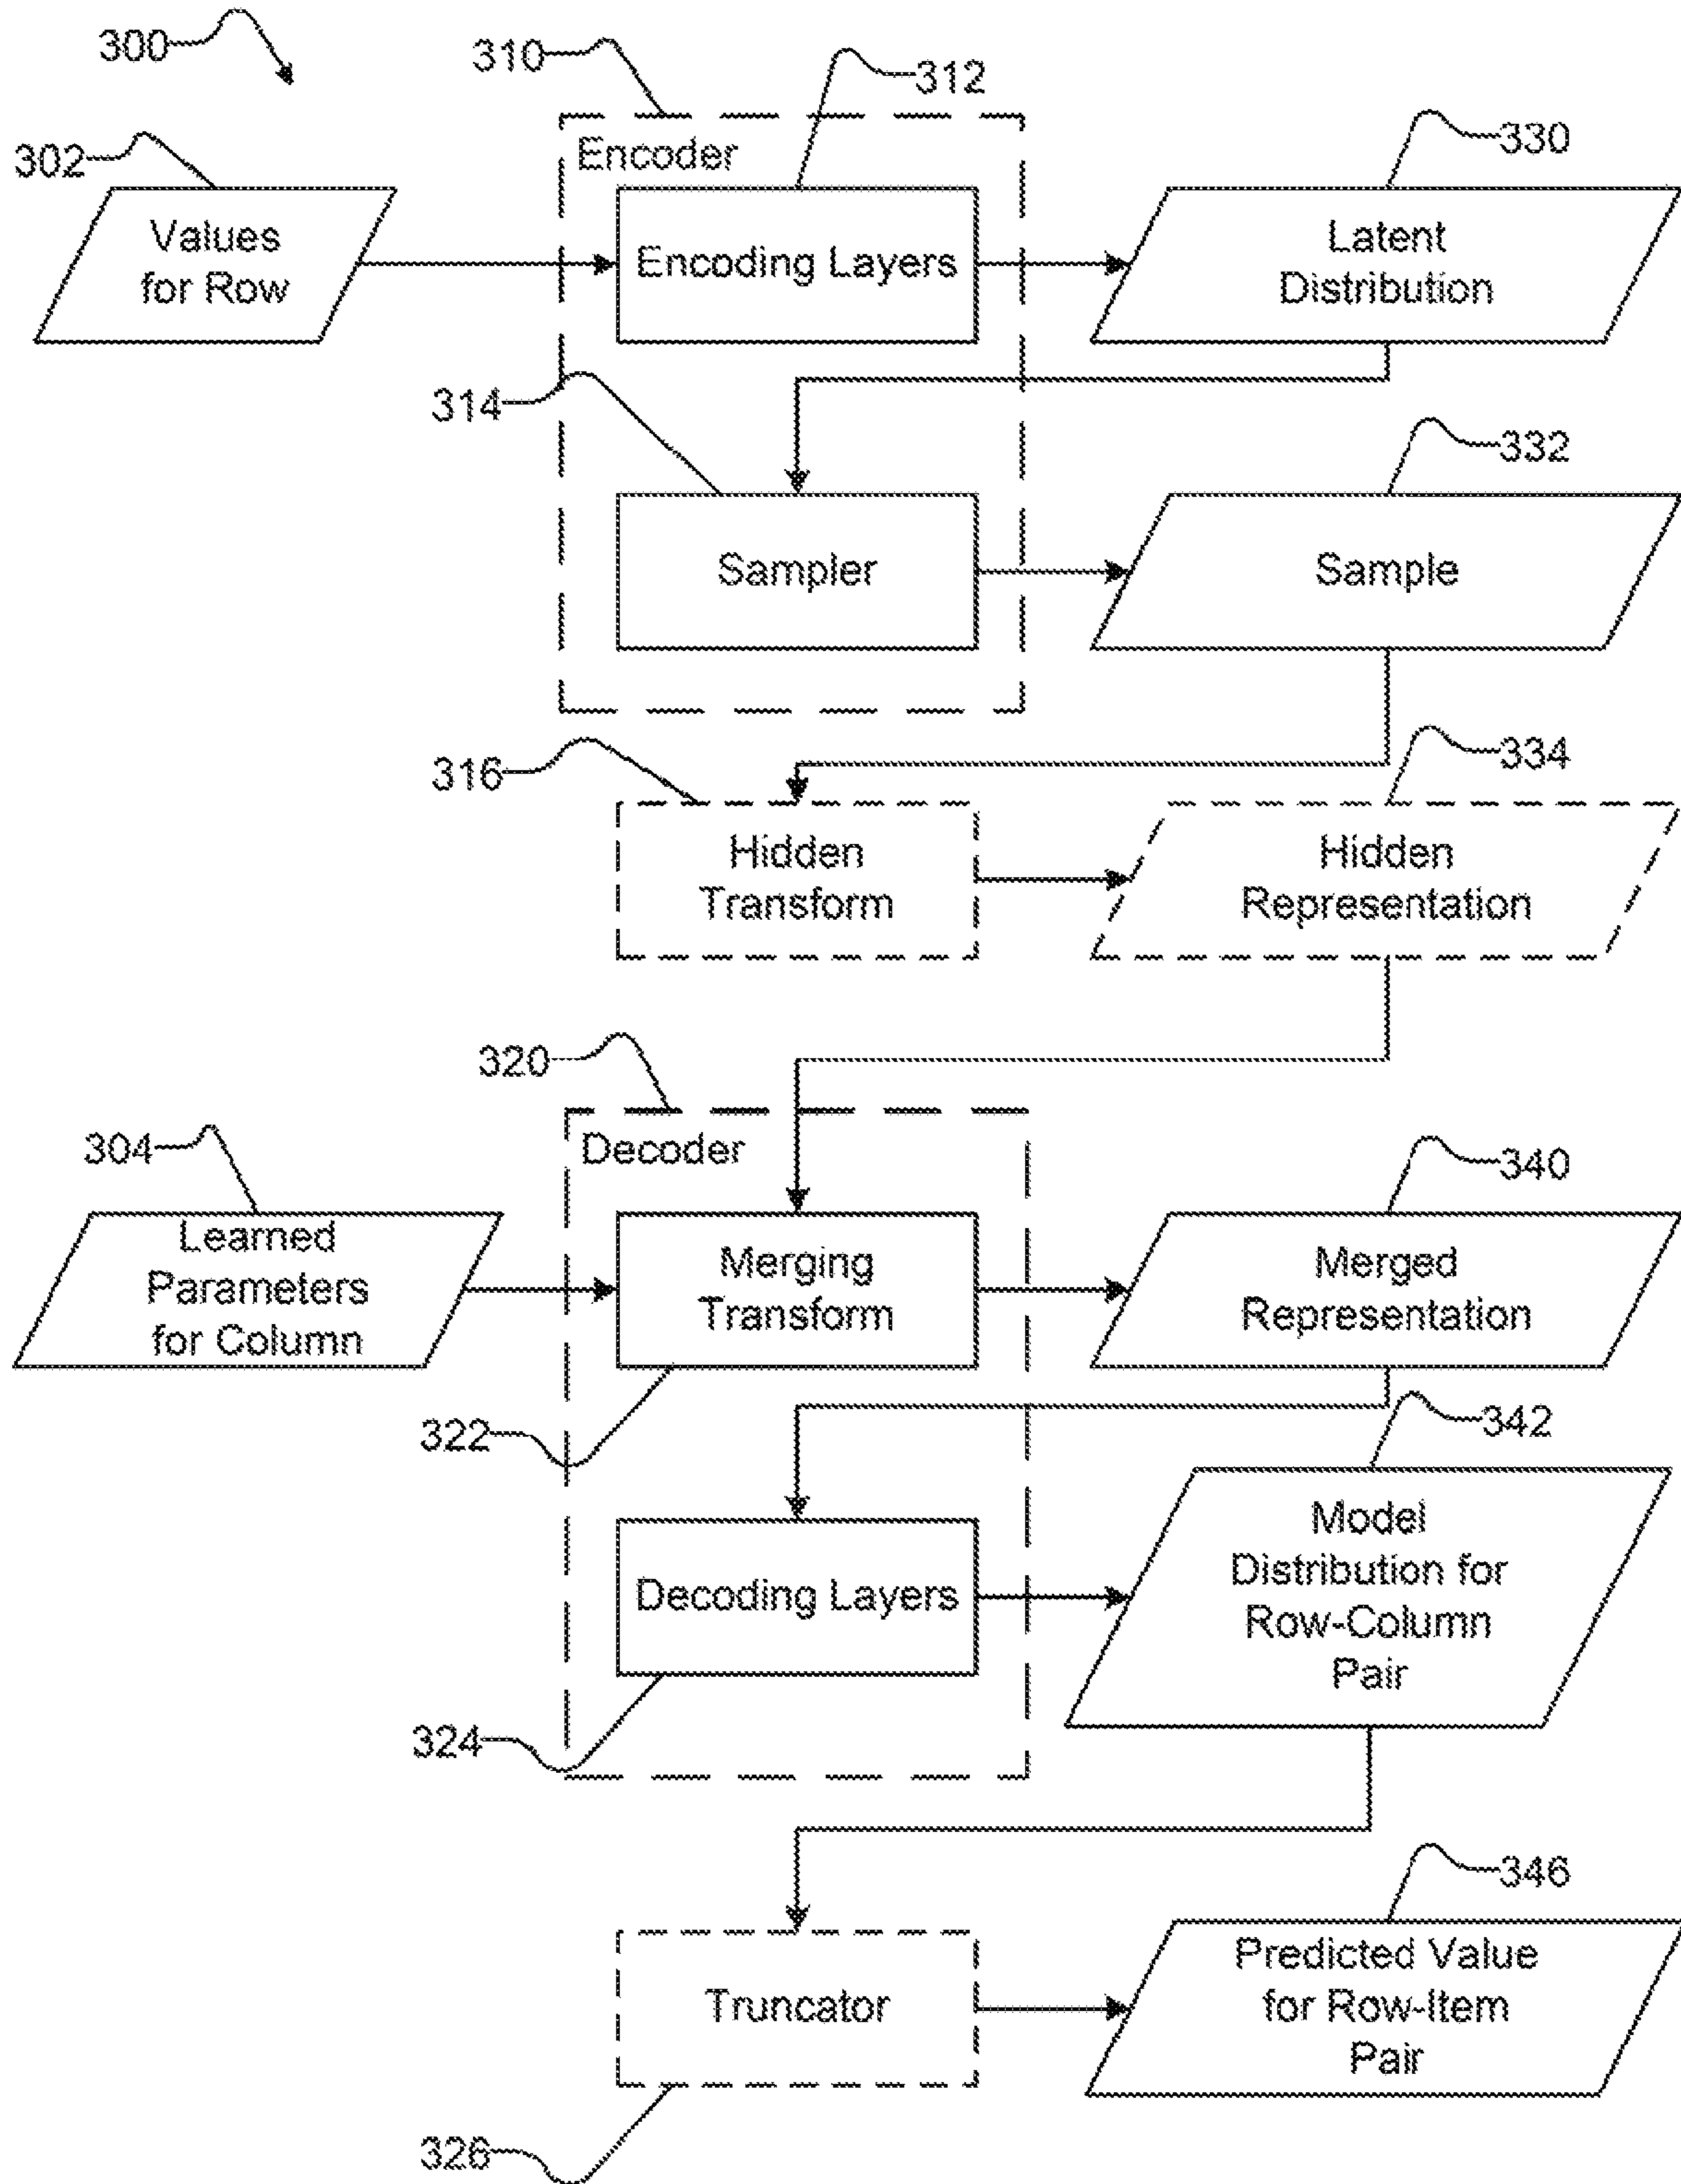 300
310
312
302
330
Encoder
Values
for Row
Encoding Layers
Latent
Distribution
314
332
Sampler
Sample
316
334
Hidden
Transform
Hidden
Representation
320
304
Decoder
340
Learned
Parameters
for Column
Merging
Transform
Merged
Representation
322
342
Decoding Layers
Model
Distribution for
Row-Column
Pair
324
346
Truncator
Predicted Value
for Row-Item
Pair
326